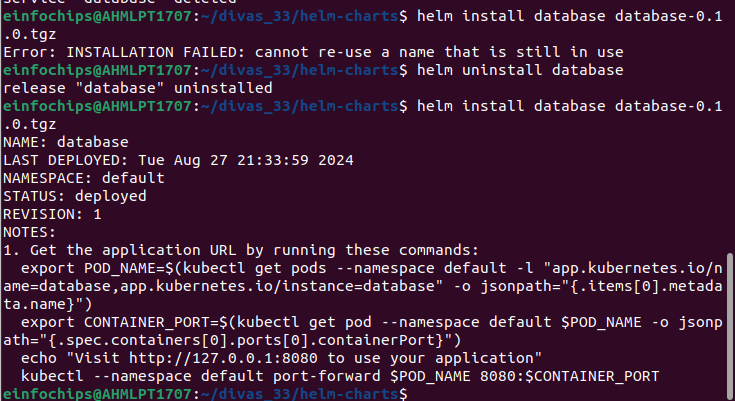 service "database" deleted
einfochips@AHMLPT1707:~/divas_33/helm-charts$ helm install database database-0.1
.0.tgz
Error: INSTALLATION FAILED: cannot re-use a name that is still in use
einfochips@AHMLPT1707:~/divas_33/helm-charts$ helm uninstall database
release "database" uninstalled
einfochips@AHMLPT1707:~/divas_33/helm-charts$ helm install database database-0.1
.0.tgz
NAME: database
LAST DEPLOYED: Tue Aug 27 21:33:59 2024
NAMESPACE: default
STATUS: deployed
REVISION: 1
NOTES:
1. Get the application URL by running these commands:
  export POD_NAME=$(kubectl get pods --namespace default -l "app.kubernetes.io/n
ame=database,app.kubernetes.io/instance=database" -o jsonpath="{.items[0].metada
ta.name}")
  export CONTAINER_PORT=$(kubectl get pod --namespace default $POD_NAME -o jsonp
ath="{.spec.containers[0].ports[0].containerPort}")
  echo "Visit http://127.0.0.1:8080 to use your application"
  kubectl --namespace default port-forward $POD_NAME 8080:$CONTAINER_PORT
einfochips@AHMLPT1707:~/divas_33/helm-charts$